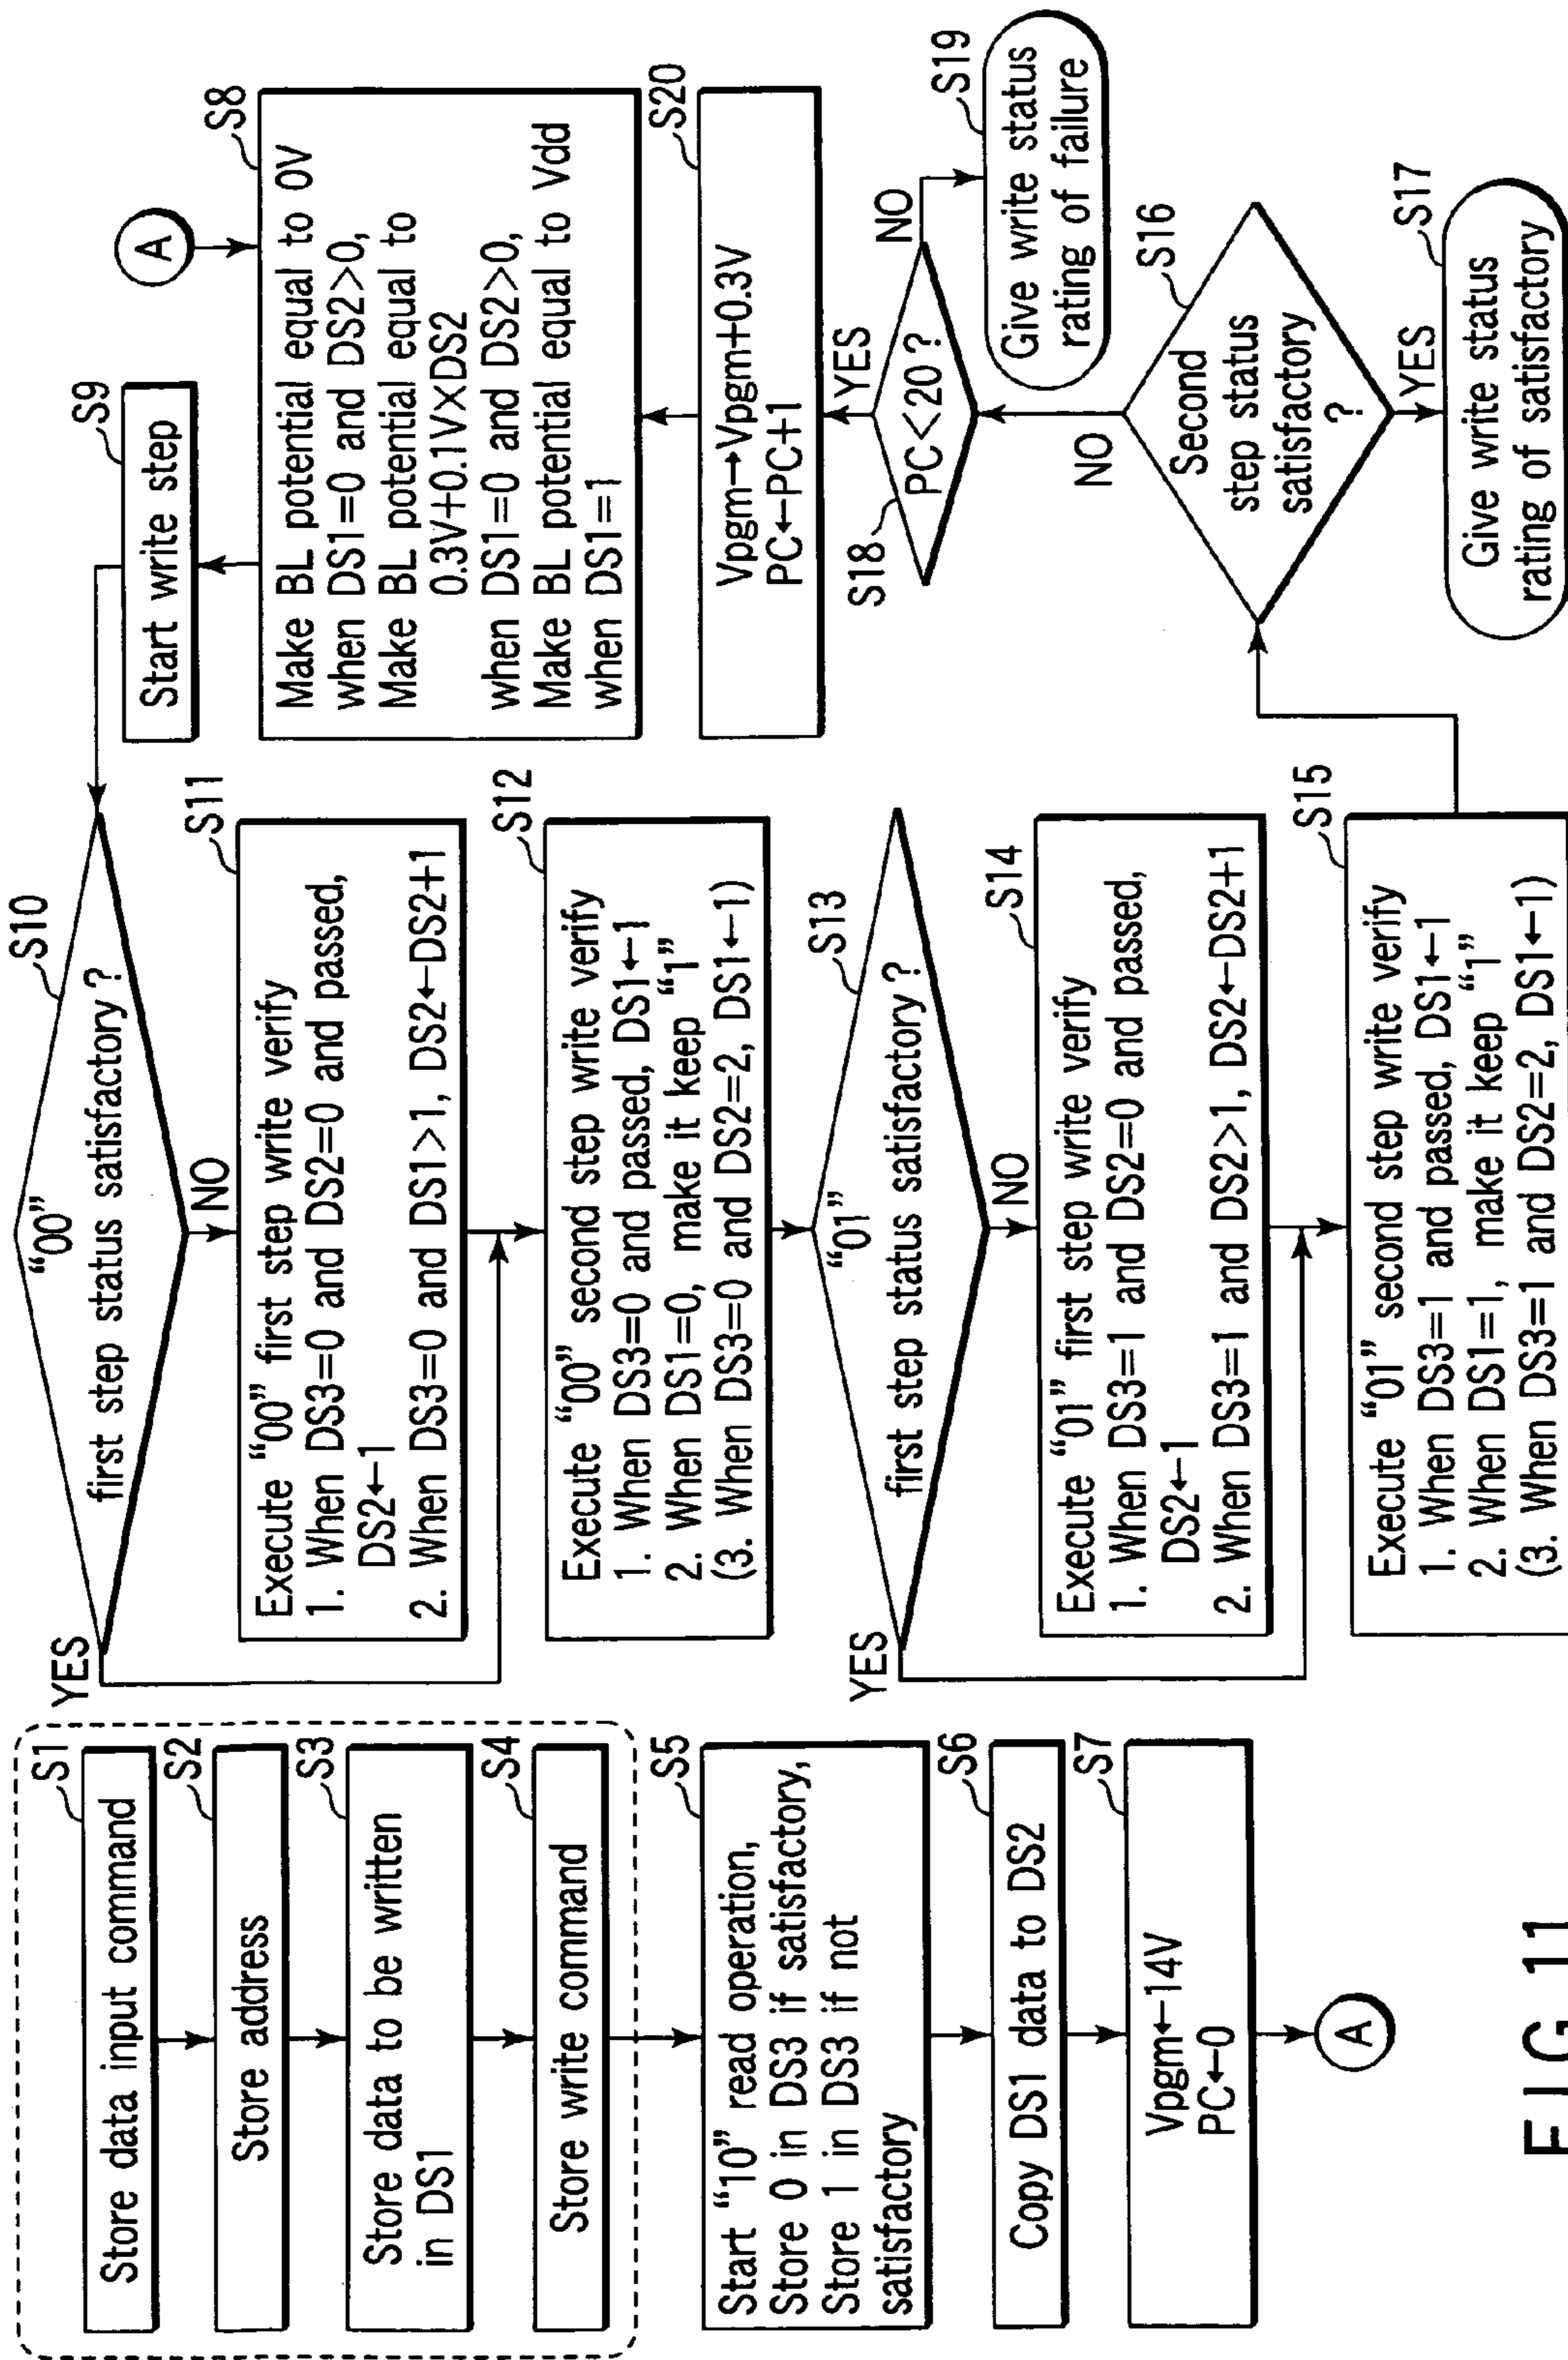 S1
Store data input command
S2
Store address
S3
Store data to be written
in DS1
S4
Store write command
S5
Start “10” read operation,
Store 0 in DS3 if satisfactory,
Store 1 in DS3 if not
satisfactory
S6
Copy DS1 data to DS2
S7
Vpgm←14V
PC←0
A
S10
“00”
first step status satisfactory?
YES
NO
S11
Execute “00” first step write verify
1. When DS3=0 and DS2=0 and passed,
DS2←1
2. When DS3=0 and DS1>1, DS2←DS2+1
S12
Execute “00” second step write verify
1. When DS3=0 and passed, DS1←1
2. When DS1=0, make it keep “1”
(3. When DS3=0 and DS2=2, DS1←1)
S13
“01”
first step status satisfactory?
YES
NO
S14
Execute “01” first step write verify
1. When DS3=1 and DS2=0 and passed,
DS2←1
2. When DS3=1 and DS2>1, DS2←DS2+1
S15
Execute “01” second step write verify
1. When DS3=1 and passed, DS1←1
2. When DS1=1, make it keep “1”
(3. When DS3=1 and DS2=2, DS1←1)
A
S9
Start write step
S8
Make BL potential equal to 0V
when DS1=0 and DS2>0,
Make BL potential equal to
0.3V+0.1V×DS2
when DS1=0 and DS2>0,
Make BL potential equal to Vdd
when DS1=1
S20
Vpgm→Vpgm+0.3V
PC←PC+1
S18
PC<20?
YES
NO
S19
Give write status
rating of failure
S16
Second
step status
satisfactory
?
NO
YES
S17
Give write status
rating of satisfactory
FIG. 11